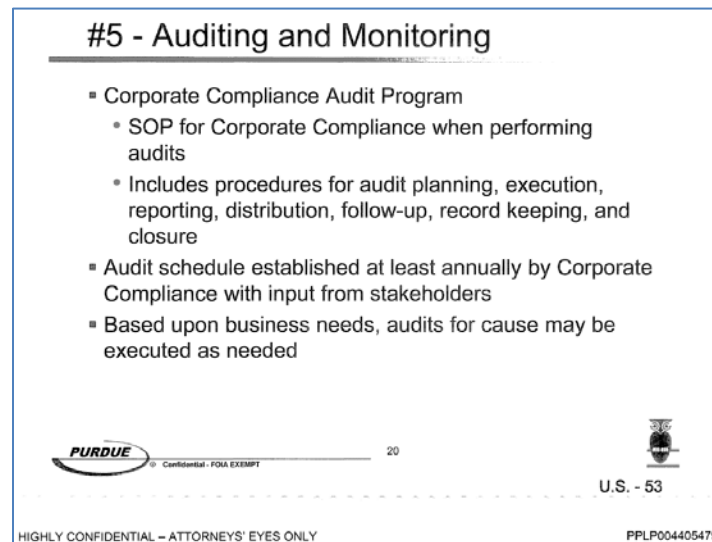 #5 - Auditing and Monitoring
Corporate Compliance Audit Program
SOP for Corporate Compliance when performing
audits
Includes procedures for audit planning, execution,
reporting, distribution, follow-up, record keeping, and
closure
Audit schedule established at least annually by Corporate
Compliance with input from stakeholders
Based upon business needs, audits for cause may be
executed as needed
PURDUE
Confidential - FOIA EXEMPT
20
U.S. - 53
HIGHLY CONFIDENTIAL – ATTORNEYS' EYES ONLY